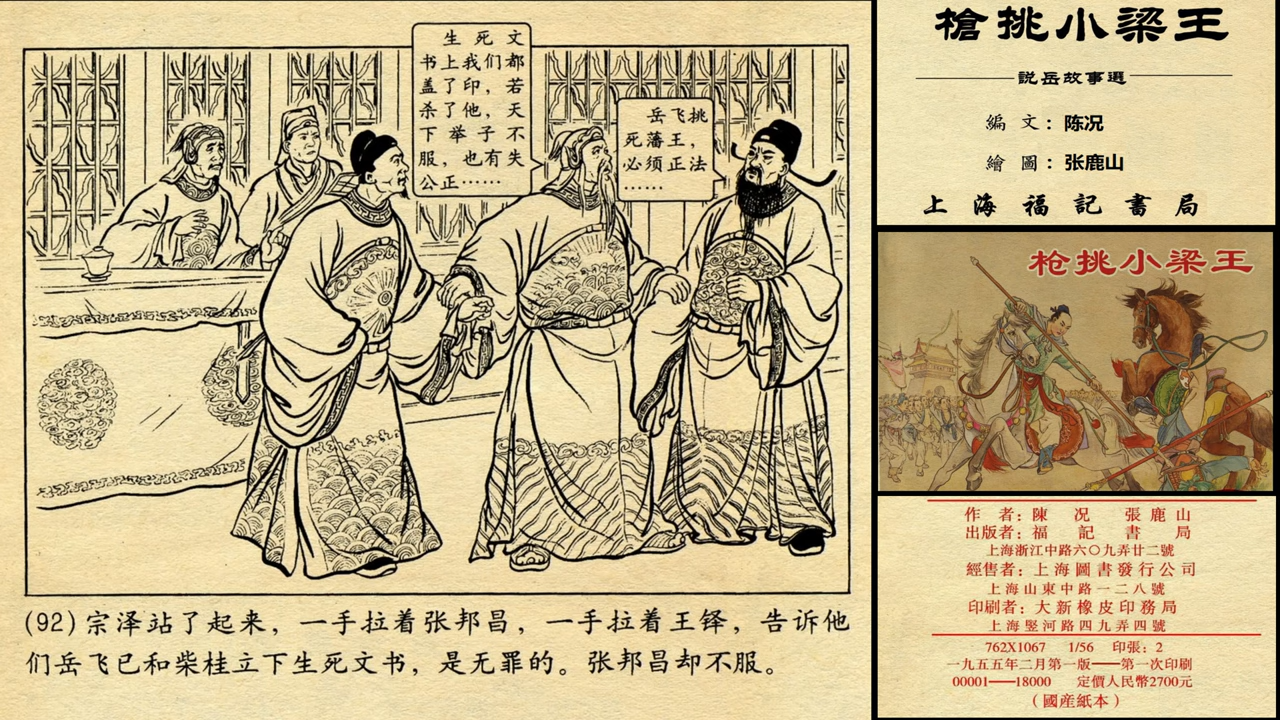 生死文
书上我们都
盖了印，若
杀了他，天
下举子不
服，也有失
公正……
岳飞挑
死藩王，
必须正法
……
(92) 宗泽站了起来，一手拉着张邦昌，一手拉着王铎，告诉他
们岳飞已和柴桂立下生死文书，是无罪的。张邦昌却不服。
槍挑小梁王
説岳故事選
編文：陈况
繪圖：张鹿山
上海福記書局
枪挑小梁王
作者：陳况 張鹿山
出版者：福記書局
上海浙江中路六〇九弄廿二號
經售者：上海圖書發行公司
上海山東中路一二八號
印刷者：大新橡皮印務局
上海竪河路四九弄四號
762X1067 1/56 印張：2
一九五五年二月第一版——第一次印刷
00001——18000 定價人民幣2700元
（國産紙本）